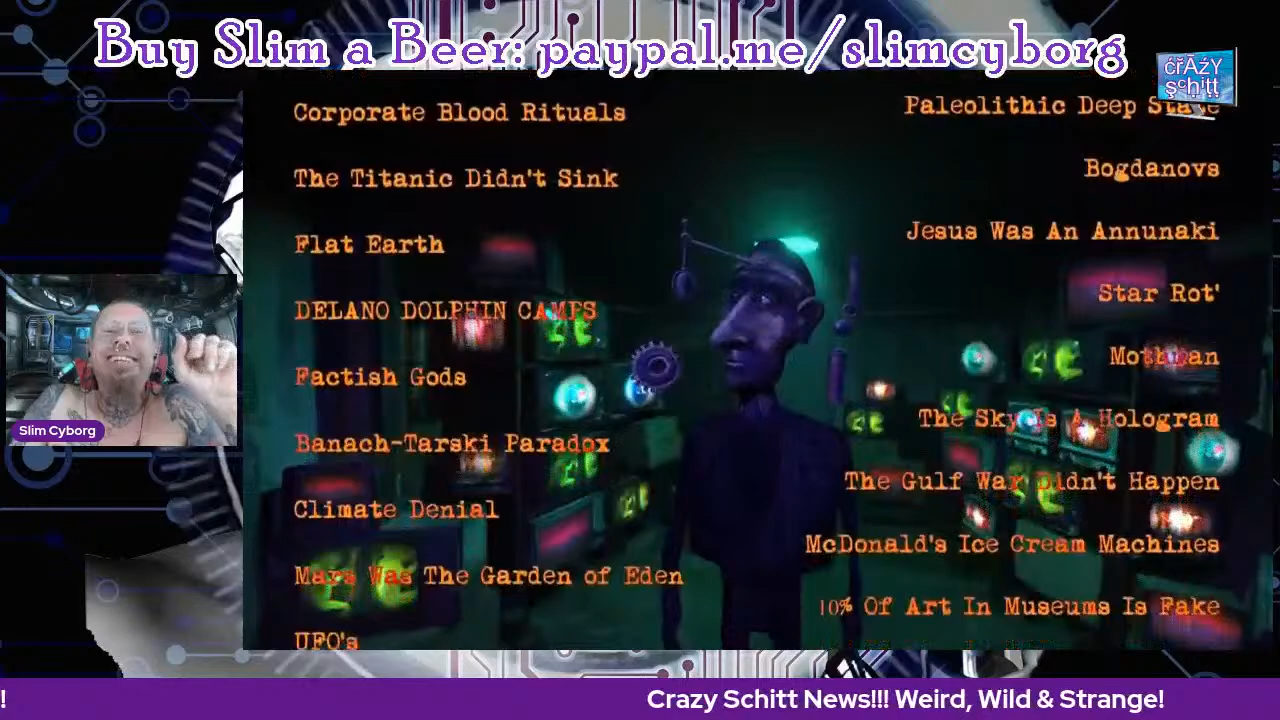 Buy Slim a Beer: paypal.me/slimcyborg
ćřÃžÝ
şchįţţ
Corporate Blood Rituals
The Titanic Didn't Sink
Flat Earth
DELANO DOLPHIN CAMPS
Factish Gods
Banach-Tarski Paradox
Climate Denial
Mars Was The Garden of Eden
UFO's
Paleolithic Deep State
Bogdanovs
Jesus Was An Annunaki
Star Rot'
Mothman
The Sky Is A Hologram
The Gulf War Didn't Happen
McDonald's Ice Cream Machines
10% Of Art In Museums Is Fake
Slim Cyborg
! Crazy Schitt News!!! Weird, Wild & Strange!